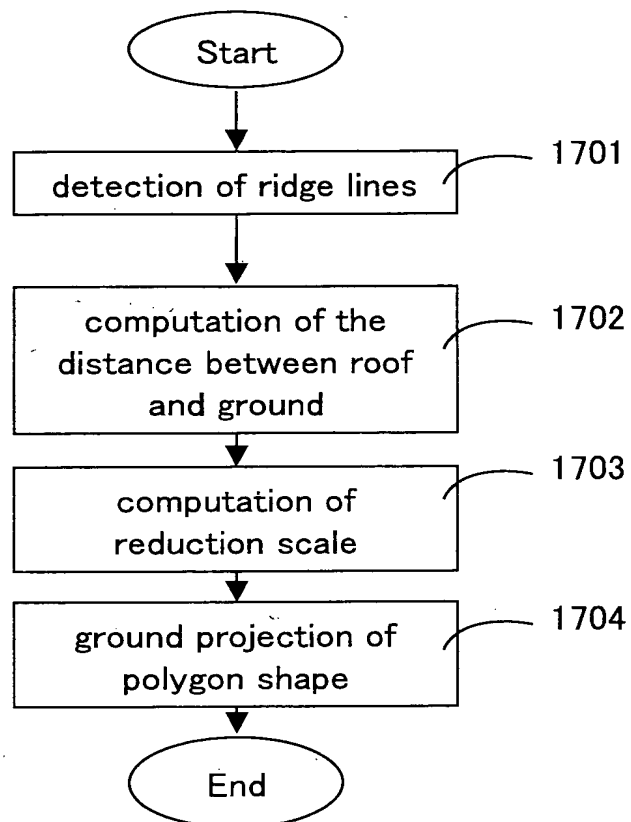 Start
1701
detection of ridge lines
1702
computation of the
distance between roof
and ground
1703
computation of
reduction scale
1704
ground projection of
polygon shape
End